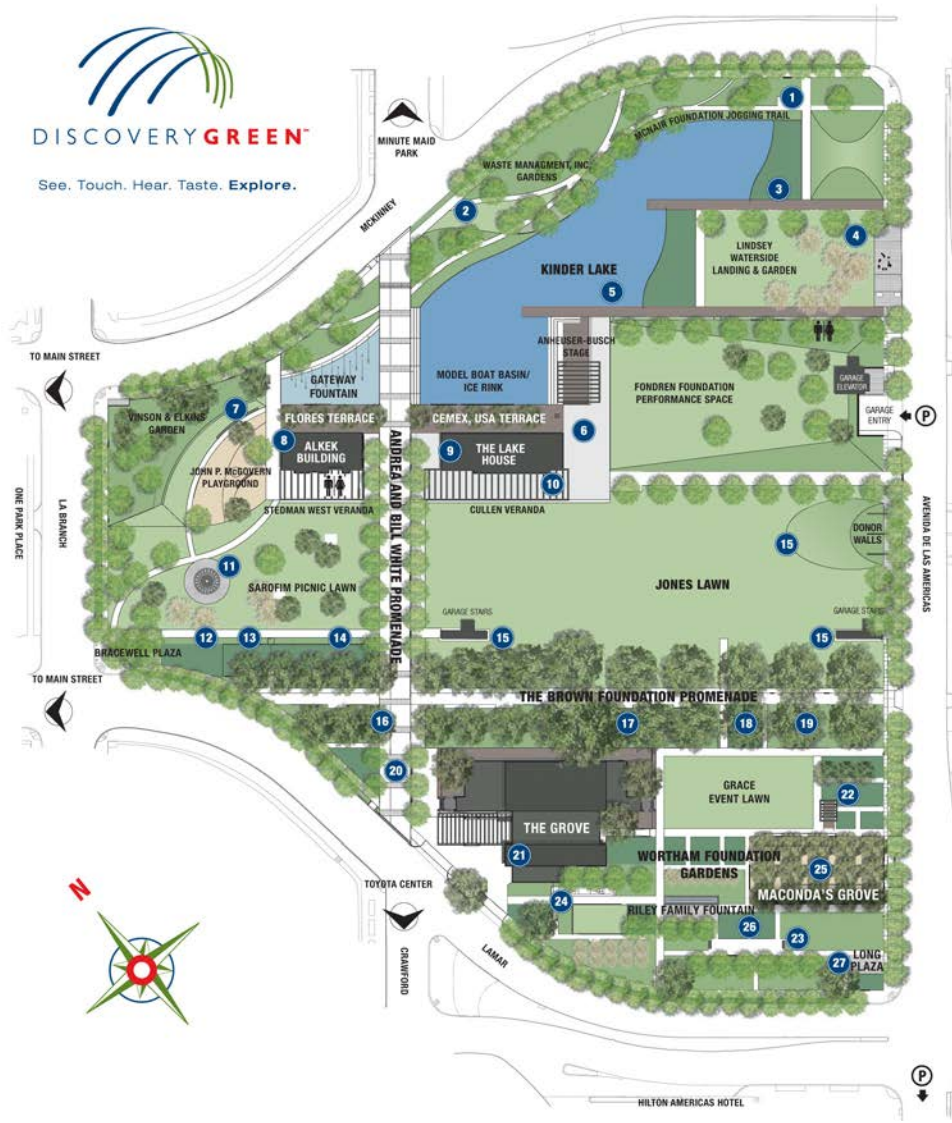 DISCOVERY GREEN™
See. Touch. Hear. Taste. Explore.
MINUTE MAID
PARK
1
MCNAIR FOUNDATION JOGGING TRAIL
WASTE MANAGMENT, INC.
GARDENS
3
2
MCKINNEY
4
LINDSEY
WATERSIDE
LANDING & GARDEN
KINDER LAKE
5
ANHEUSER-BUSCH
STAGE
TO MAIN STREET
GATEWAY
FOUNTAIN
MODEL BOAT BASIN/
ICE RINK
FONDREN FOUNDATION
PERFORMANCE SPACE
GARAGE
ELEVATOR
GARAGE
ENTRY
P
7
VINSON & ELKINS
GARDEN
FLORES TERRACE
CEMEX, USA TERRACE
6
8
ALKEK
BUILDING
9
THE LAKE
HOUSE
10
JOHN P. McGOVERN
PLAYGROUND
STEDMAN WEST VERANDA
CULLEN VERANDA
ONE PARK PLACE
LA BRANCH
ANDREA AND BILL WHITE PROMENADE
AVENIDA DE LAS AMERICAS
15
DONOR
WALLS
11
SAROFIM PICNIC LAWN
JONES LAWN
GARAGE STAIRS
GARAGE STAIRS
12
13
14
15
15
BRACEWELL PLAZA
TO MAIN STREET
THE BROWN FOUNDATION PROMENADE
16
17
18
19
20
GRACE
EVENT LAWN
22
THE GROVE
21
WORTHAM FOUNDATION
GARDENS
25
MACONDA'S GROVE
TOYOTA CENTER
24
RILEY FAMILY FOUNTAIN
26
23
27
LONG
PLAZA
N
CRAWFORD
LAMAR
P
HILTON AMERICAS HOTEL